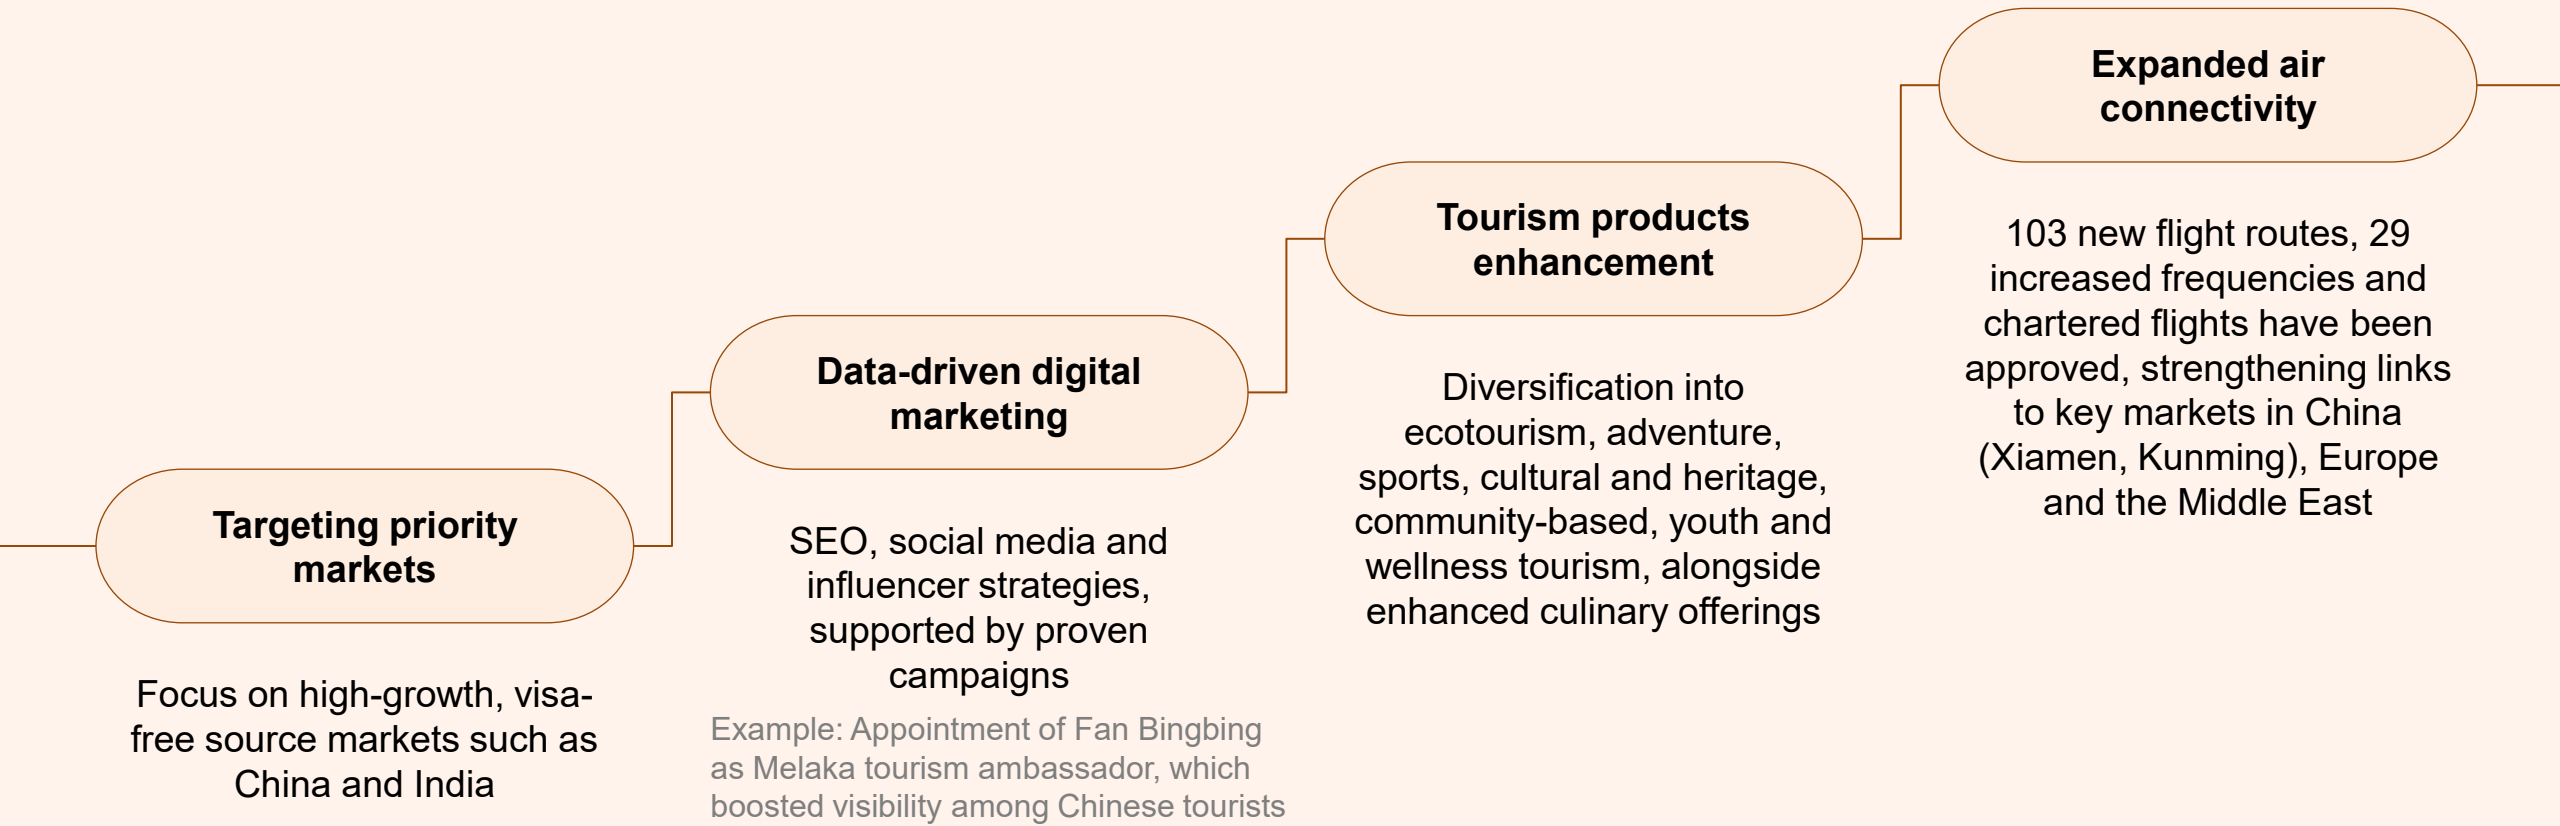 Targeting priority
markets
Focus on high-growth, visa-
free source markets such as
China and India
Data-driven digital
marketing
SEO, social media and
influencer strategies,
supported by proven
campaigns
Example: Appointment of Fan Bingbing
as Melaka tourism ambassador, which
boosted visibility among Chinese tourists
Tourism products
enhancement
Diversification into
ecotourism, adventure,
sports, cultural and heritage,
community-based, youth and
wellness tourism, alongside
enhanced culinary offerings
Expanded air
connectivity
103 new flight routes, 29
increased frequencies and
chartered flights have been
approved, strengthening links
to key markets in China
(Xiamen, Kunming), Europe
and the Middle East